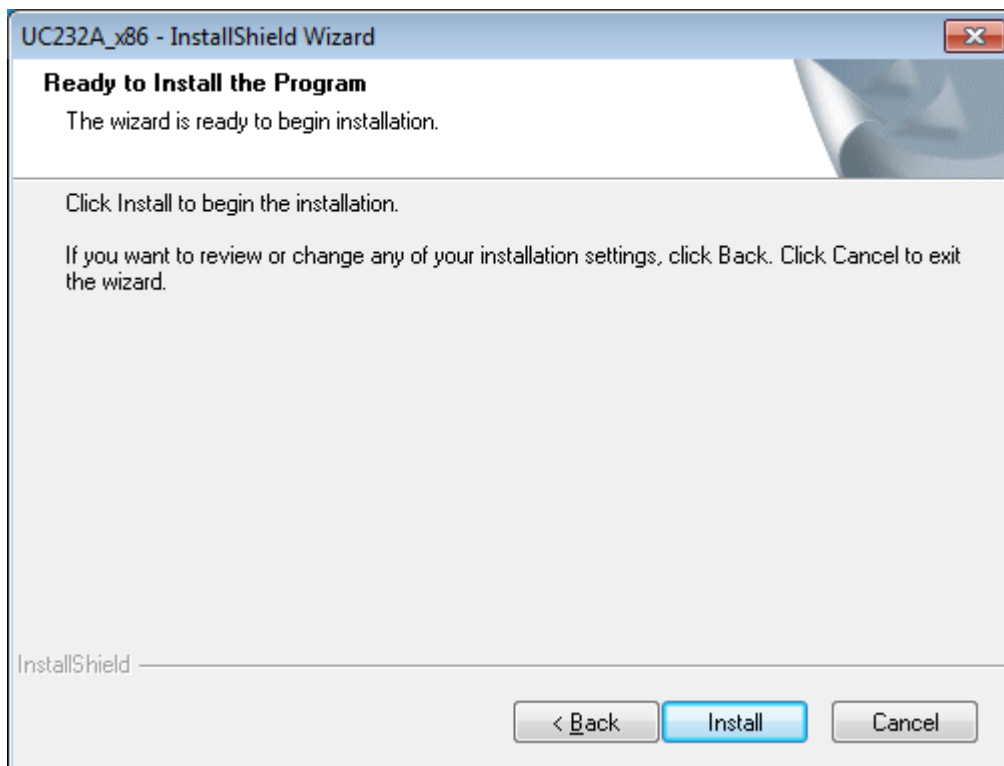 UC232A_x86 - InstallShield Wizard
Ready to Install the Program
The wizard is ready to begin installation.
Click Install to begin the installation.
If you want to review or change any of your installation settings, click Back. Click Cancel to exit
the wizard.
InstallShield
< Back
Install
Cancel